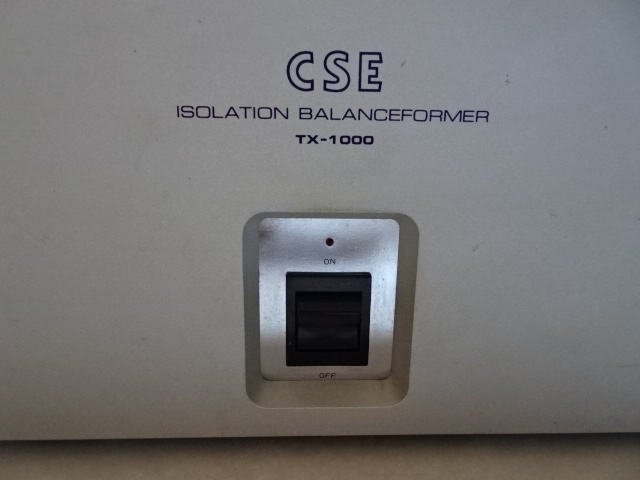 CSE
ISOLATION BALANCEFORMER
TX-1000
ON
OFF